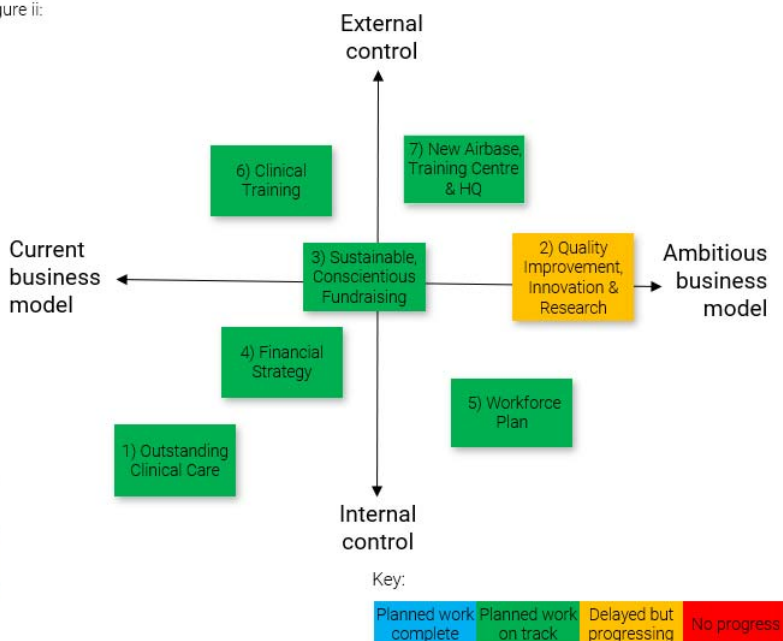 ure ii:
External
control
6) Clinical
Training
7) New Airbase,
Training Centre
& HQ
Current
business
model
3) Sustainable,
Conscientious
Fundraising
2) Quality
Improvement,
Innovation &
Research
Ambitious
business
model
4) Financial
Strategy
5) Workforce
Plan
1) Outstanding
Clinical Care
Internal
control
Key:
Planned work
complete
Planned work
on track
Delayed but
progressing
No progress